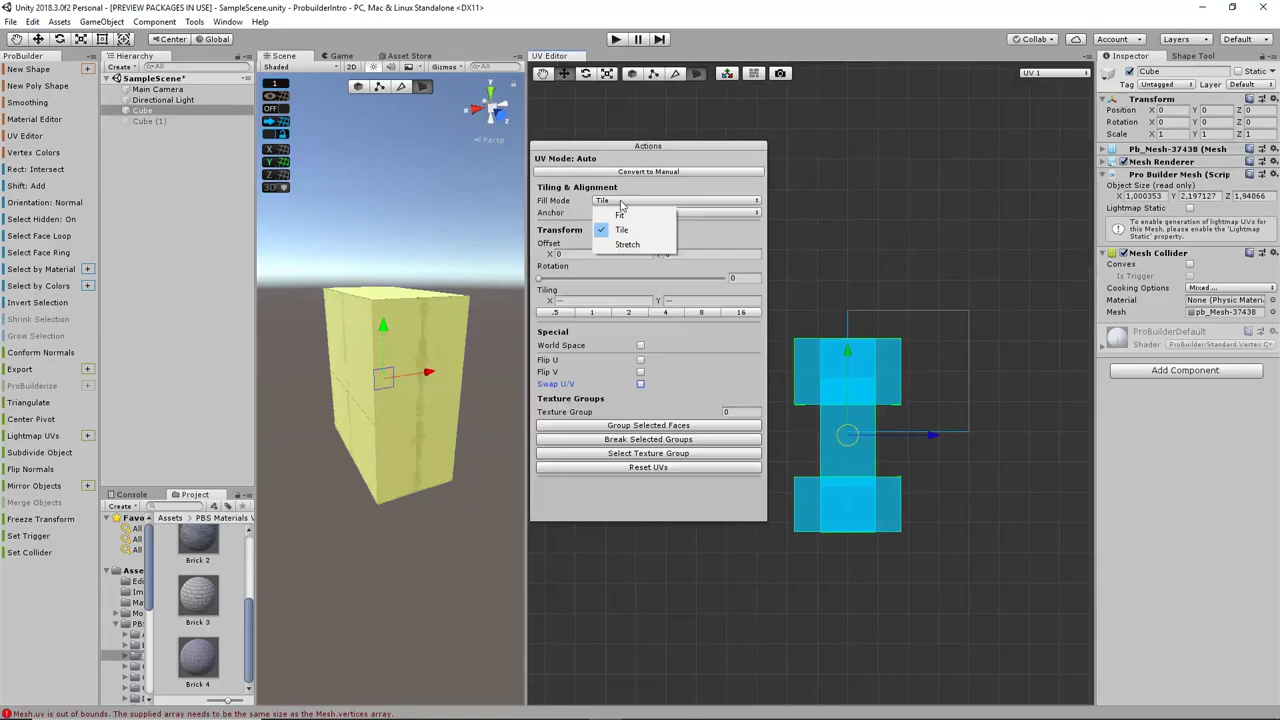 Unity 2018.3.0f2 Personal - [PREVIEW PACKAGES IN USE] - SampleScene.unity - ProbuilderIntro - PC, Mac & Linux Standalone <DX11>
File Edit Assets GameObject Component Tools Window Help
Center Global Collab Account Layers Default
ProBuilder
New Shape
New Poly Shape
Smoothing
Material Editor
UV Editor
Vertex Colors
Rect: Intersect
Shift: Add
Orientation: Normal
Select Hidden: On
Select Face Loop
Select Face Ring
Select by Material
Select by Colors
Invert Selection
Shrink Selection
Grow Selection
Conform Normals
Export
ProBuilderize
Triangulate
Center Pivot
Lightmap UVs
Subdivide Object
Flip Normals
Mirror Objects
Merge Objects
Freeze Transform
Set Trigger
Set Collider
Hierarchy
Create All
SampleScene*
Main Camera
Directional Light
Cube
Cube (1)
Console Project
Create
Favo
All
All
All
Asse
Edi
Ima
Ma
Mo
PBS
Assets PBS Materials V
Brick 2
Brick 3
Brick 4
Scene Game Asset Store
Shaded 2D Gizmos All
1
OFF
X
Y
Z
3D
y
x
z
Persp
UV Editor
UV 1
Actions
UV Mode: Auto
Convert to Manual
Tiling & Alignment
Fill Mode Tile
Fit
Tile
Stretch
Anchor
Transform
Offset
X 0
Rotation
0
Tiling
X — Y —
.5 1 2 4 8 16
Special
World Space
Flip U
Flip V
Swap U/V
Texture Groups
Texture Group 0
Group Selected Faces
Break Selected Groups
Select Texture Group
Reset UVs
Inspector Shape Tool
Cube Static
Tag Untagged Layer Default
Transform
Position X 0 Y 0 Z 0
Rotation X 0 Y 0 Z 0
Scale X 1 Y 1 Z 1
Pb_Mesh-37438 (Mesh
Mesh Renderer
Pro Builder Mesh (Scrip
Object Size (read only)
X 1,000353 Y 2,197127 Z 1,94066
Lightmap Static
To enable generation of lightmap UVs for this Mesh, please enable the 'Lightmap Static' property.
Mesh Collider
Convex
Is Trigger
Cooking Options Mixed ...
Material None (Physic Materi
Mesh pb_Mesh-37438
ProBuilderDefault
Shader ProBuilder/Standard Vertex C
Add Component
Mesh.uv is out of bounds. The supplied array needs to be the same size as the Mesh.vertices array.